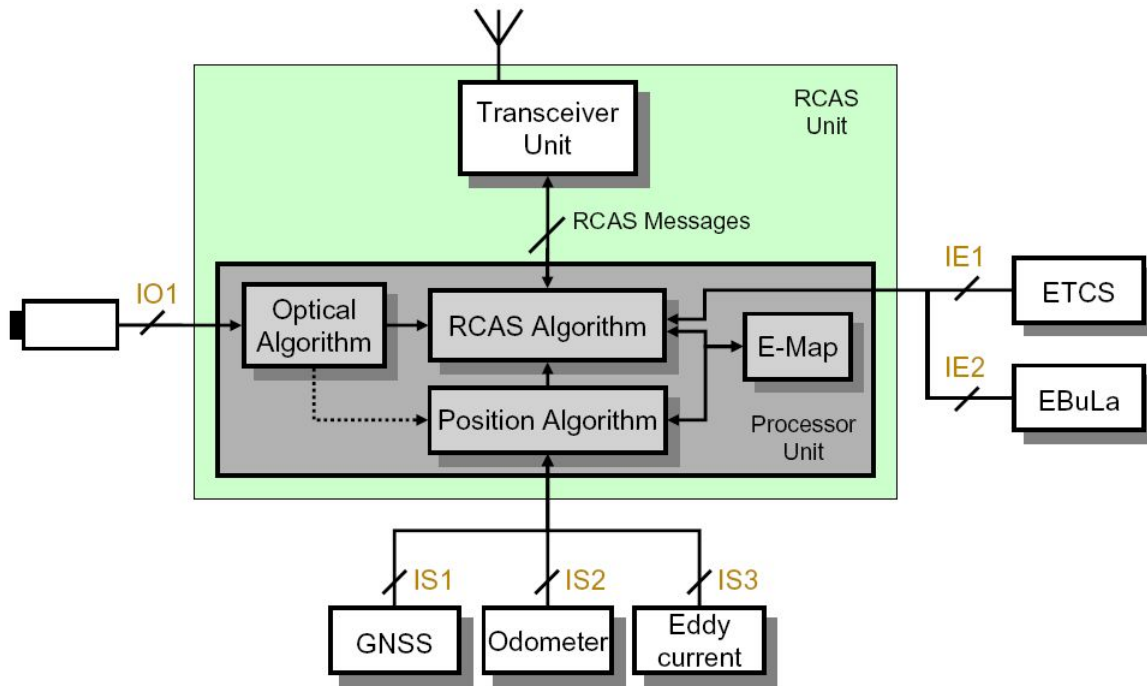 Transceiver
Unit
RCAS
Unit
RCAS Messages
IO1
Optical
Algorithm
RCAS Algorithm
E-Map
Position Algorithm
Processor
Unit
IE1
ETCS
IE2
EBuLa
IS1
IS2
IS3
GNSS
Odometer
Eddy
current